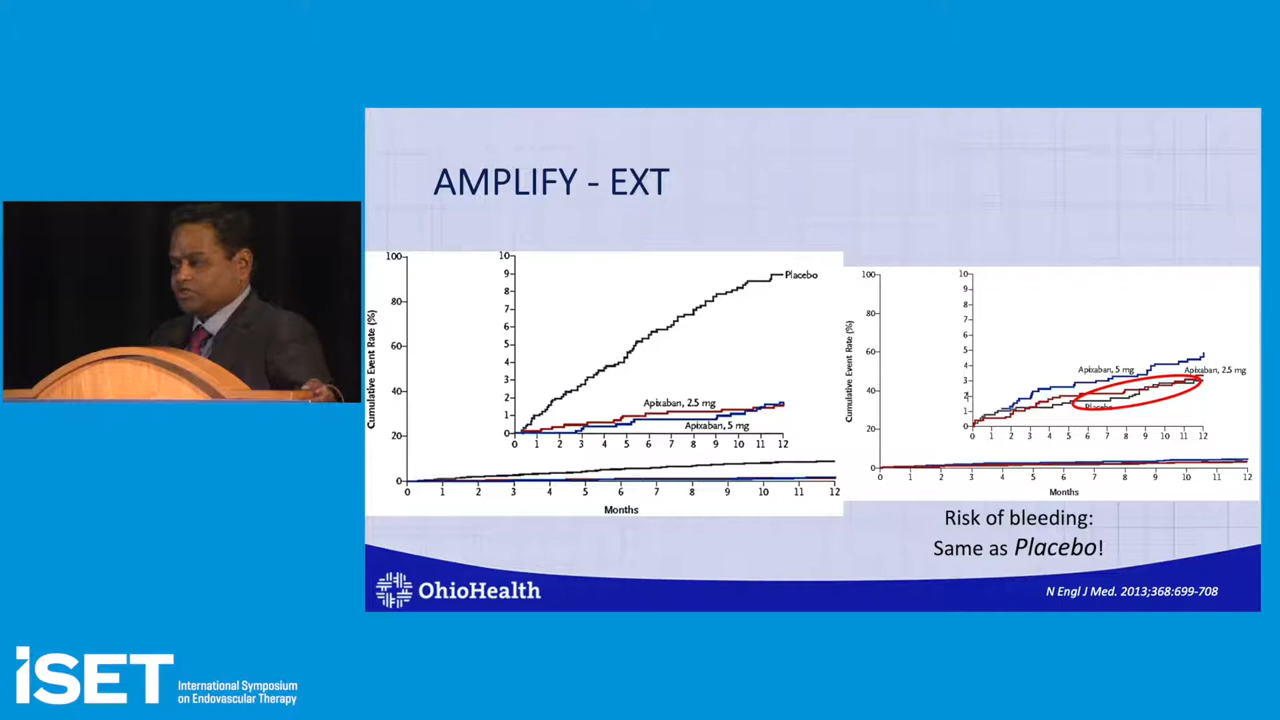 AMPLIFY - EXT
Cumulative Event Rate (%)
100
80
60
40
20
0
10
9
8
7
6
5
4
3
2
1
0
0 1 2 3 4 5 6 7 8 9 10 11 12
Placebo
Apixaban, 2.5 mg
Apixaban, 5 mg
0 1 2 3 4 5 6 7 8 9 10 11 12
Months
Cumulative Event Rate (%)
100
80
60
40
20
0
10
9
8
7
6
5
4
3
2
1
0
0 1 2 3 4 5 6 7 8 9 10 11 12
Apixaban, 5 mg
Apixaban, 2.5 mg
Placebo
0 1 2 3 4 5 6 7 8 9 10 11 12
Months
Risk of bleeding:
Same as Placebo!
OhioHealth
N Engl J Med. 2013;368:699-708
iSET
International Symposium
on Endovascular Therapy